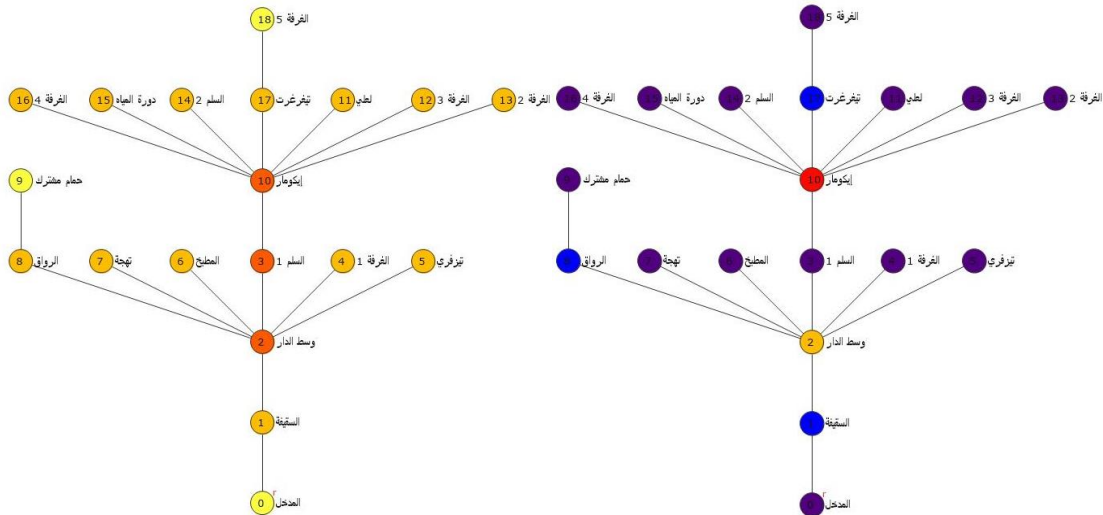 18 الغرفة 5
16 الغرفة 4
15 دورة المياه
14 السلم 2
17 تيغرغرت
11 لعلي
12 الغرفة 3
13 الغرفة 2
10 إيكومار
9 حمام مشترك
8 الرواق
7 تهجة
6 المطبخ
3 السلم 1
4 الغرفة 1
5 تيزفري
2 وسط الدار
1 السقيفة
r
0 المدخل
الغرفة 5
الغرفة 4
دورة المياه
السلم 2
تيغرغرت
لعلي
الغرفة 3
الغرفة 2
10 إيكومار
حمام مشترك
الرواق
تهجة
المطبخ
السلم 1
الغرفة 1
تيزفري
2 وسط الدار
السقيفة
r
المدخل